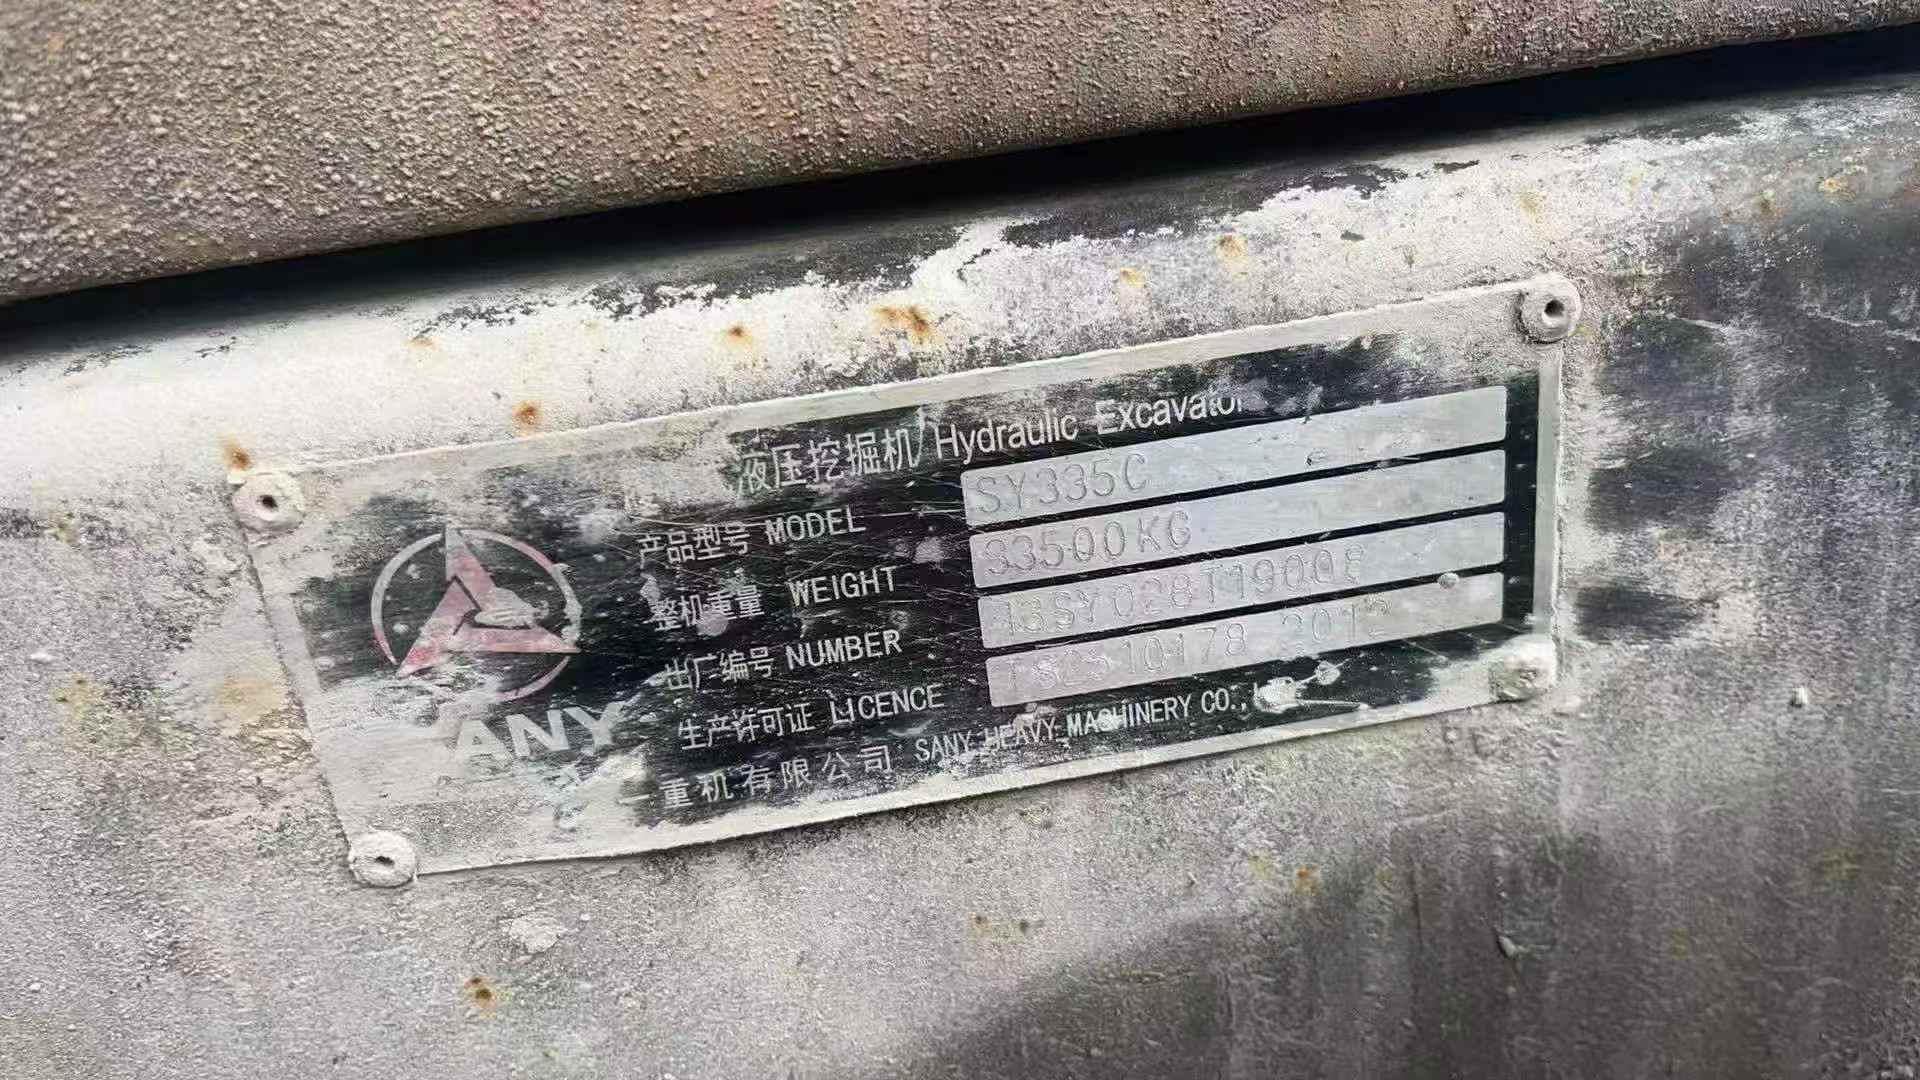 液压挖掘机/Hydraulic Excavator
产品型号 MODEL SY335C
整机重量 WEIGHT 33500KG
出厂编号 NUMBER 13SY028T19008
生产许可证 LICENCE 2012
重机有限公司 SANY HEAVY MACHINERY CO.,
SANY